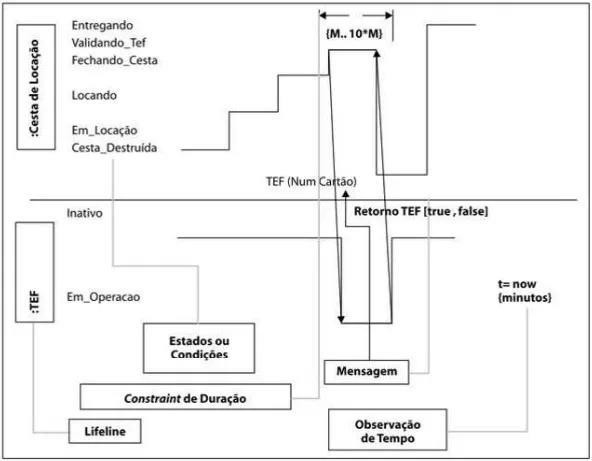 Entregando
Validando_Tef
Fechando_Cesta
Locando
Em_Locação
Cesta_Destruída
:Cesta de Locação
{M.. 10*M}
TEF (Num Cartão)
Retorno TEF [true , false]
Inativo
Em_Operacao
:TEF
t= now
{minutos}
Estados ou
Condições
Mensagem
Constraint de Duração
Observação
de Tempo
Lifeline